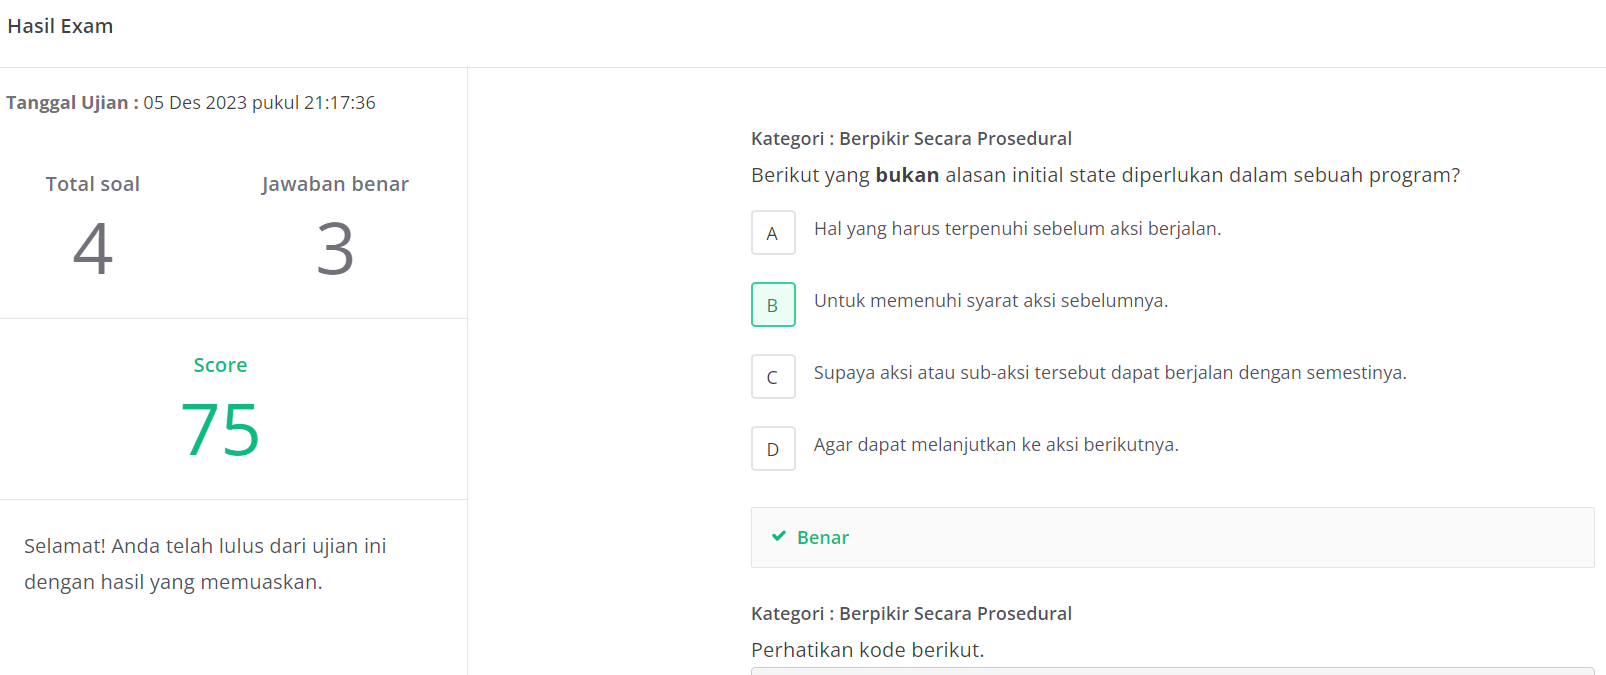 Hasil Exam
Tanggal Ujian : 05 Des 2023 pukul 21:17:36
Total soal
Jawaban benar
4
3
Score
75
Selamat! Anda telah lulus dari ujian ini
dengan hasil yang memuaskan.
Kategori : Berpikir Secara Prosedural
Berikut yang bukan alasan initial state diperlukan dalam sebuah program?
A Hal yang harus terpenuhi sebelum aksi berjalan.
B Untuk memenuhi syarat aksi sebelumnya.
C Supaya aksi atau sub-aksi tersebut dapat berjalan dengan semestinya.
D Agar dapat melanjutkan ke aksi berikutnya.
Benar
Kategori : Berpikir Secara Prosedural
Perhatikan kode berikut.